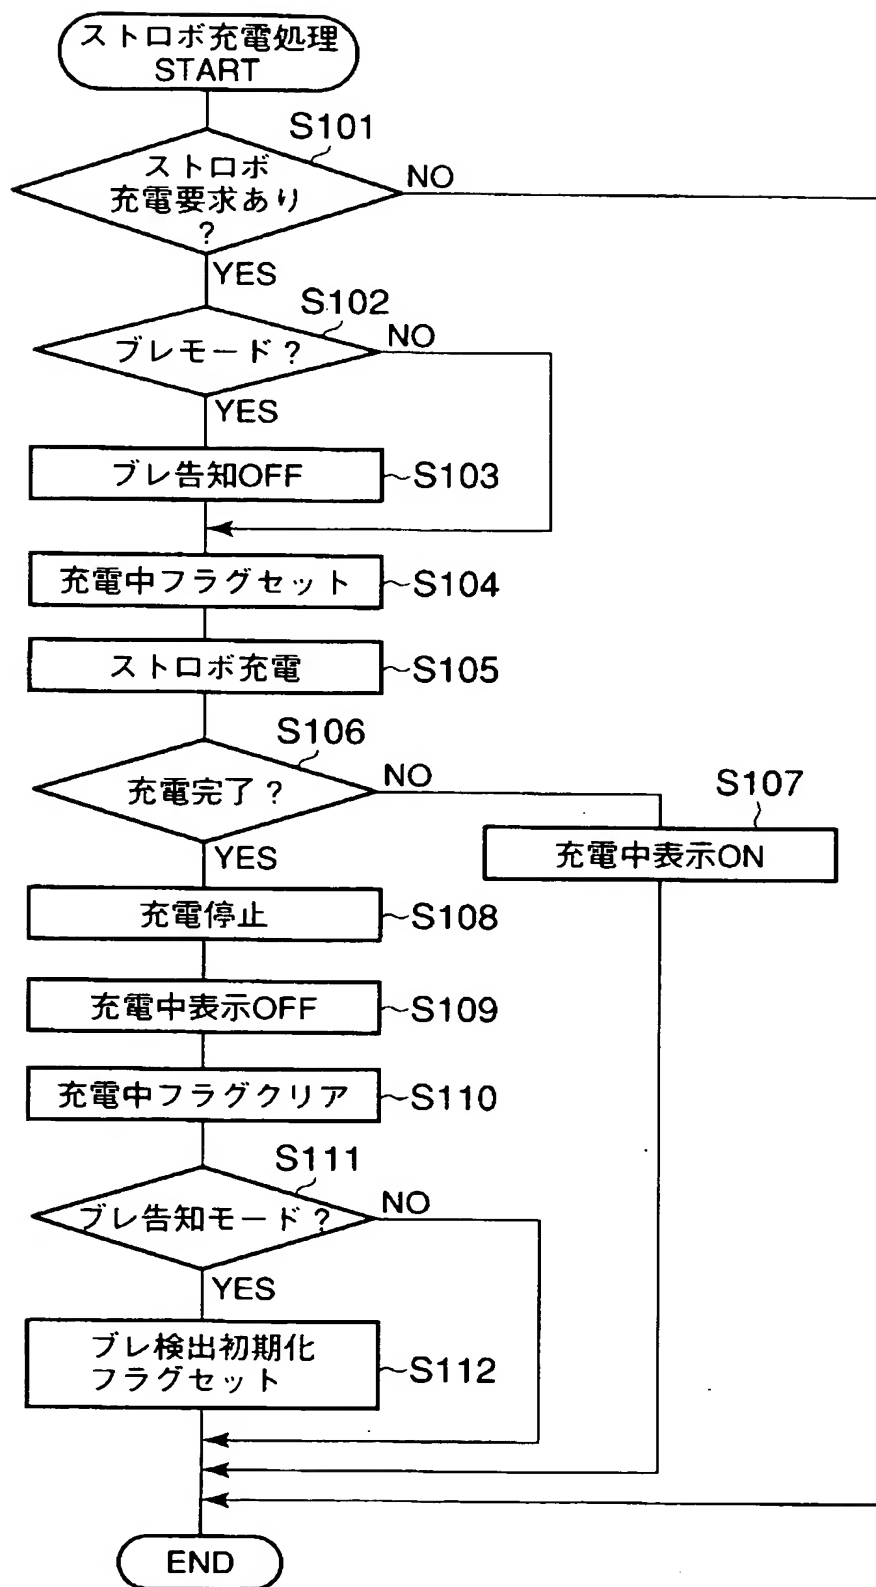 ストロボ充電処理
START
S101
ストロボ
充電要求あり
?
NO
YES
S102
ブレモード?
NO
YES
ブレ告知OFF
S103
充電中フラグセット
S104
ストロボ充電
S105
S106
充電完了?
NO
S107
充電中表示ON
YES
充電停止
S108
充電中表示OFF
S109
充電中フラグクリア
S110
S111
ブレ告知モード?
NO
YES
ブレ検出初期化
フラグセット
S112
END